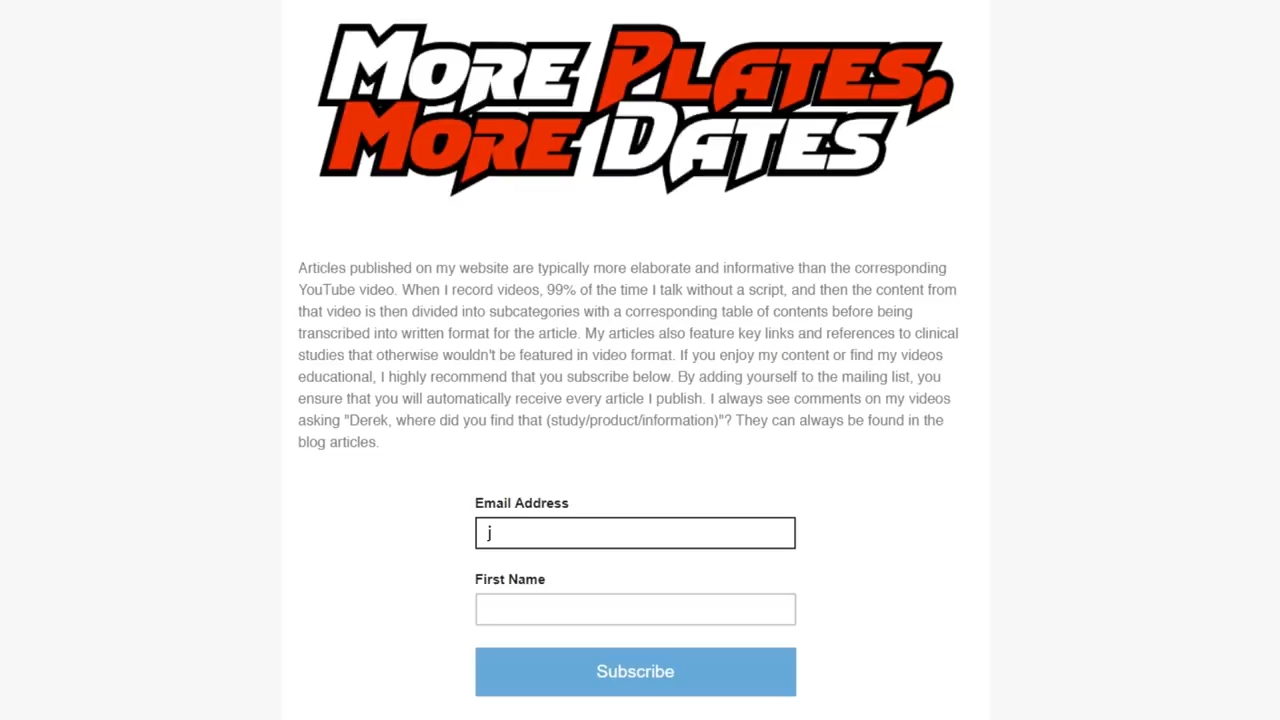 MORE PLATES,
MORE DATES
Articles published on my website are typically more elaborate and informative than the corresponding
YouTube video. When I record videos, 99% of the time I talk without a script, and then the content from
that video is then divided into subcategories with a corresponding table of contents before being
transcribed into written format for the article. My articles also feature key links and references to clinical
studies that otherwise wouldn't be featured in video format. If you enjoy my content or find my videos
educational, I highly recommend that you subscribe below. By adding yourself to the mailing list, you
ensure that you will automatically receive every article I publish. I always see comments on my videos
asking "Derek, where did you find that (study/product/information)"? They can always be found in the
blog articles.
Email Address
j
First Name
Subscribe